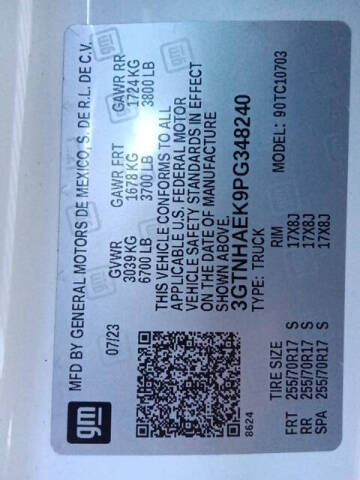 MFD BY GENERAL MOTORS DE MEXICO, S. DE R.L. DE C.V.
07/23 GVWR GAWR FRT GAWR RR
3039 KG 1678 KG 1724 KG
6700 LB 3700 LB 3800 LB
THIS VEHICLE CONFORMS TO ALL
APPLICABLE U.S. FEDERAL MOTOR
VEHICLE SAFETY STANDARDS IN EFFECT
ON THE DATE OF MANUFACTURE
SHOWN ABOVE.
3GTNHAEK9PG348240
TYPE: TRUCK MODEL: 90TC10703
TIRE SIZE RIM
FRT 255/70R17 S 17X8J
RR 255/70R17 S 17X8J
SPA 255/70R17 S 17X8J
gm
8624